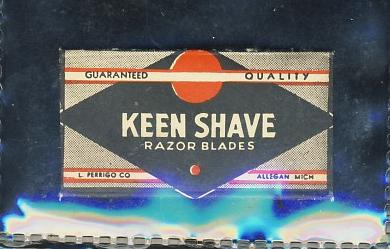 GUARANTEED QUALITY
KEEN SHAVE
RAZOR BLADES
L. PERRIGO CO ALLEGAN MICH